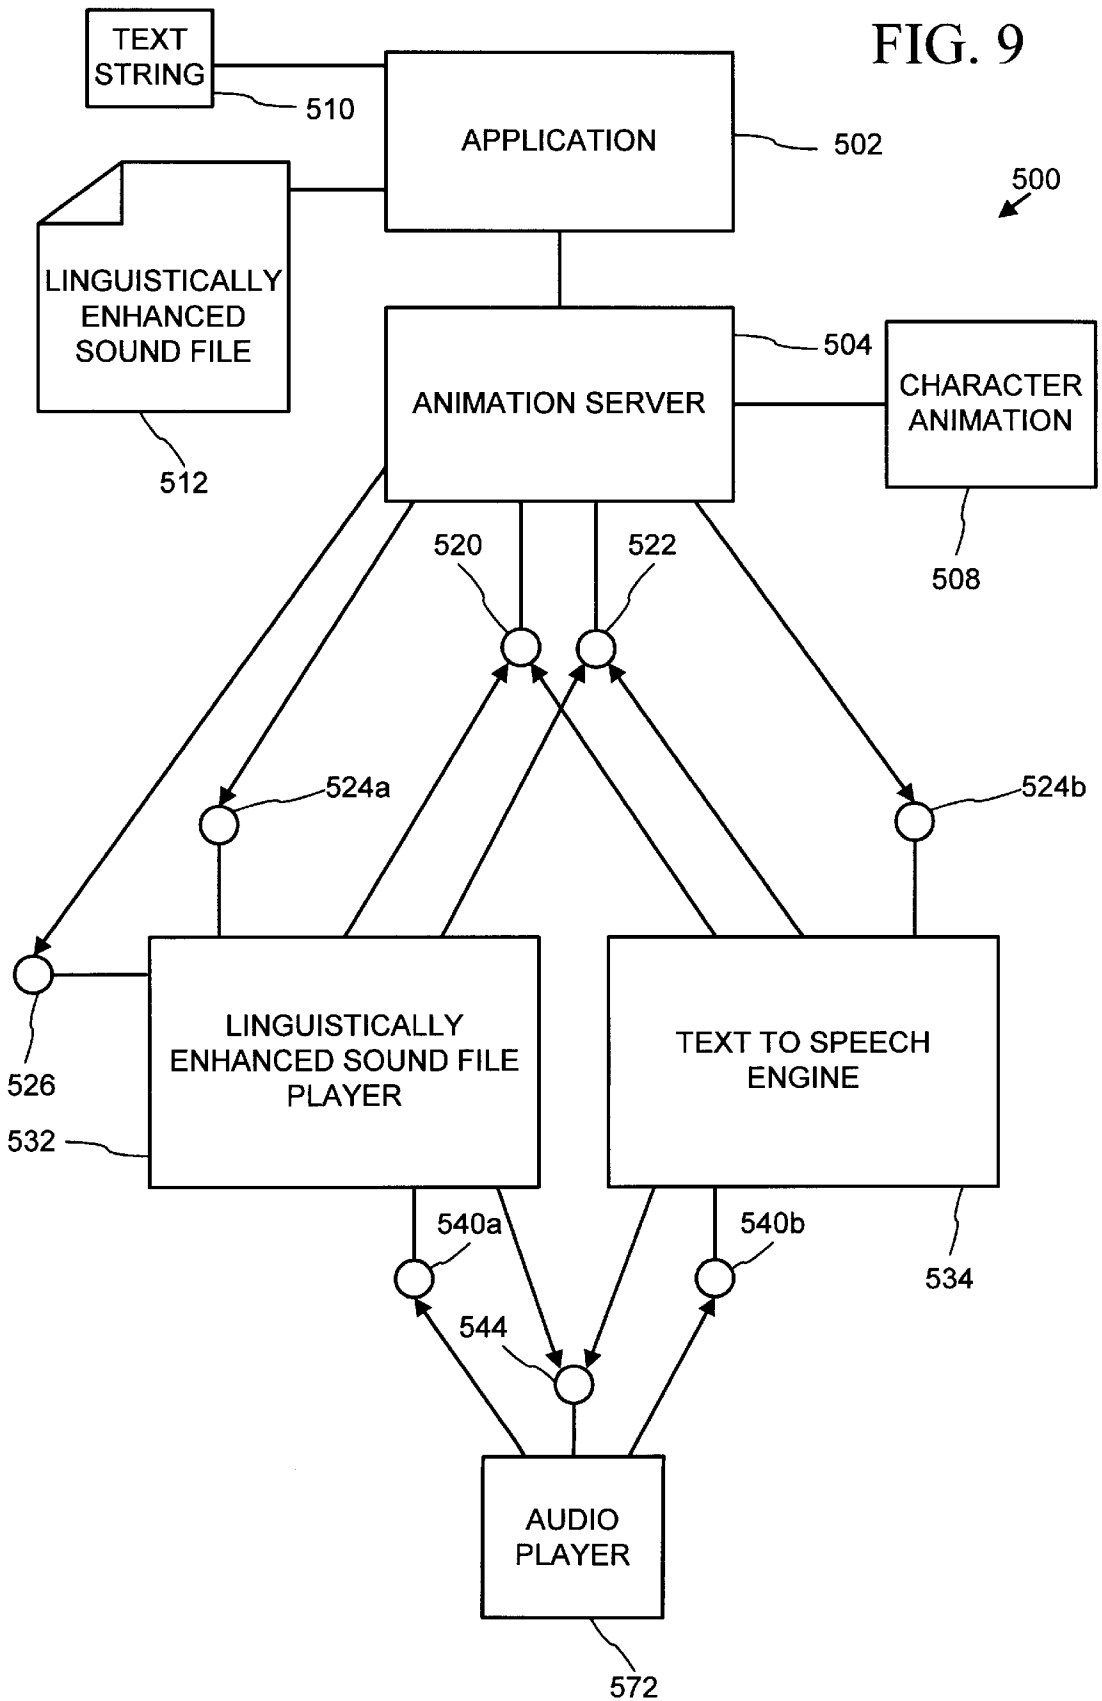 FIG. 9
TEXT
STRING
510
APPLICATION
502
500
LINGUISTICALLY
ENHANCED
SOUND FILE
512
ANIMATION SERVER
504
CHARACTER
ANIMATION
508
520
522
524a
524b
526
LINGUISTICALLY
ENHANCED SOUND FILE
PLAYER
532
TEXT TO SPEECH
ENGINE
534
540a
540b
544
AUDIO
PLAYER
572